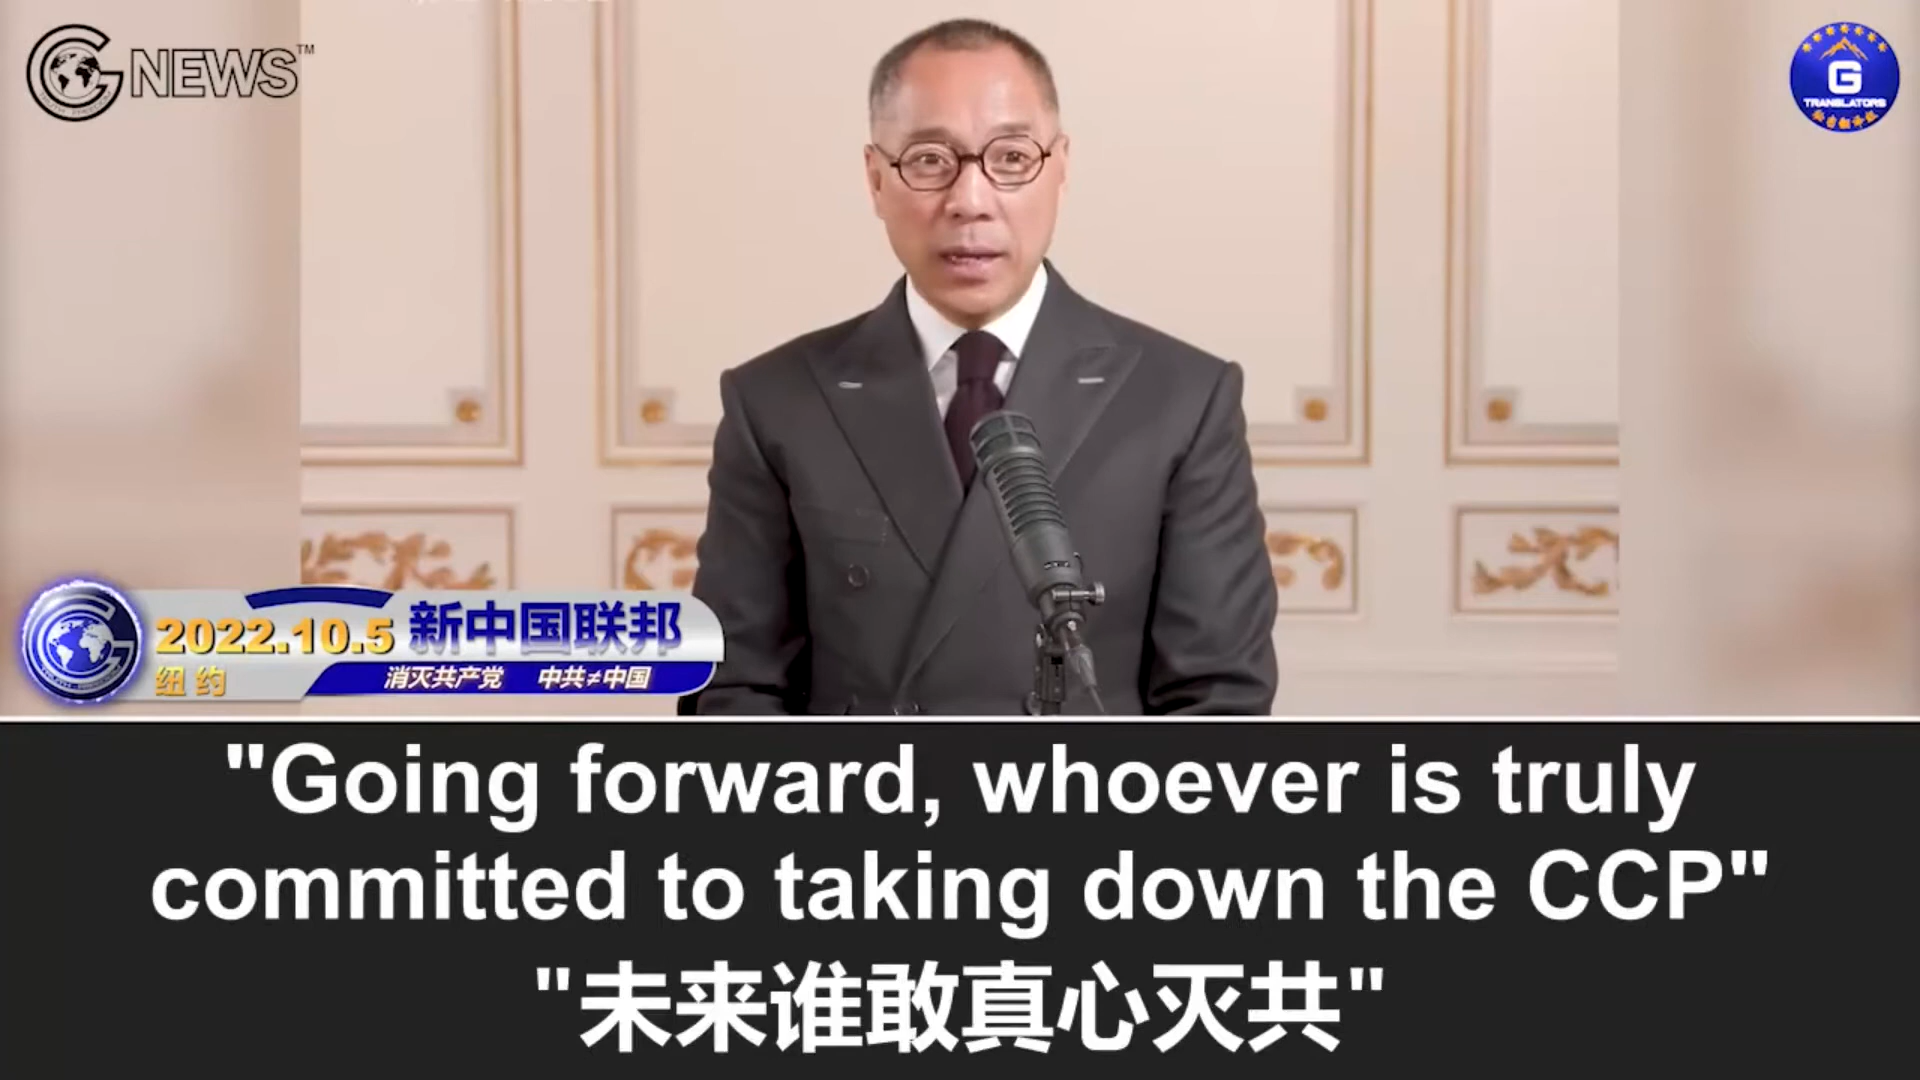 GNEWS™
G
TRANSLATORS
2022.10.5
新中国联邦
纽约
消灭共产党 中共≠中国
"Going forward, whoever is truly
committed to taking down the CCP"
"未来谁敢真心灭共"